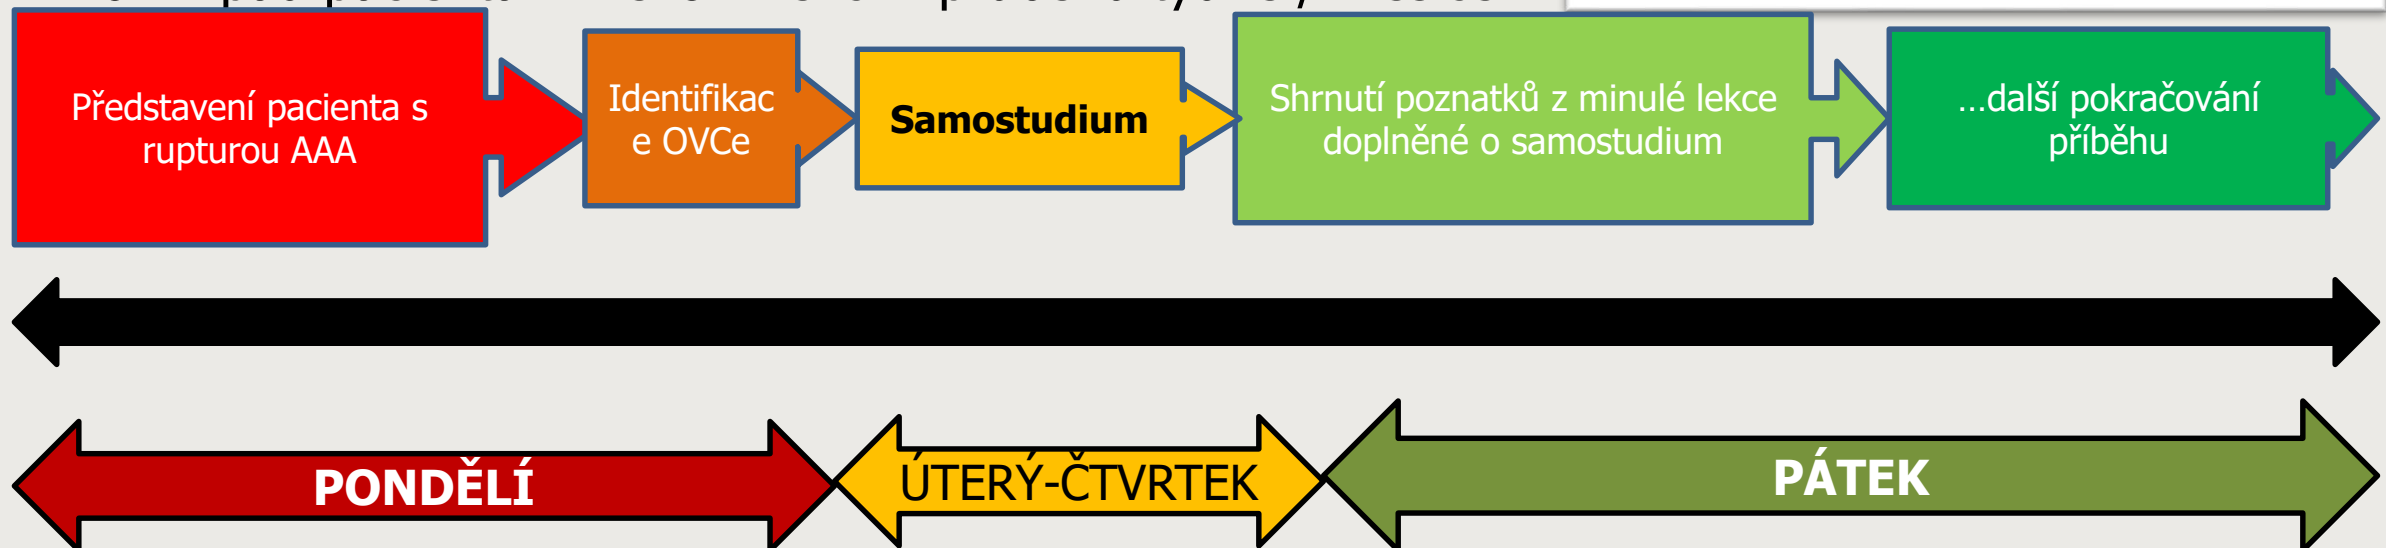 Představení pacienta s
rupturou AAA
Identifikac
e OVCe
Samostudium
Shrnutí poznatků z minulé lekce
doplněné o samostudium
...další pokračování
příběhu
PONDĚLÍ
ÚTERÝ-ČTVRTEK
PÁTEK